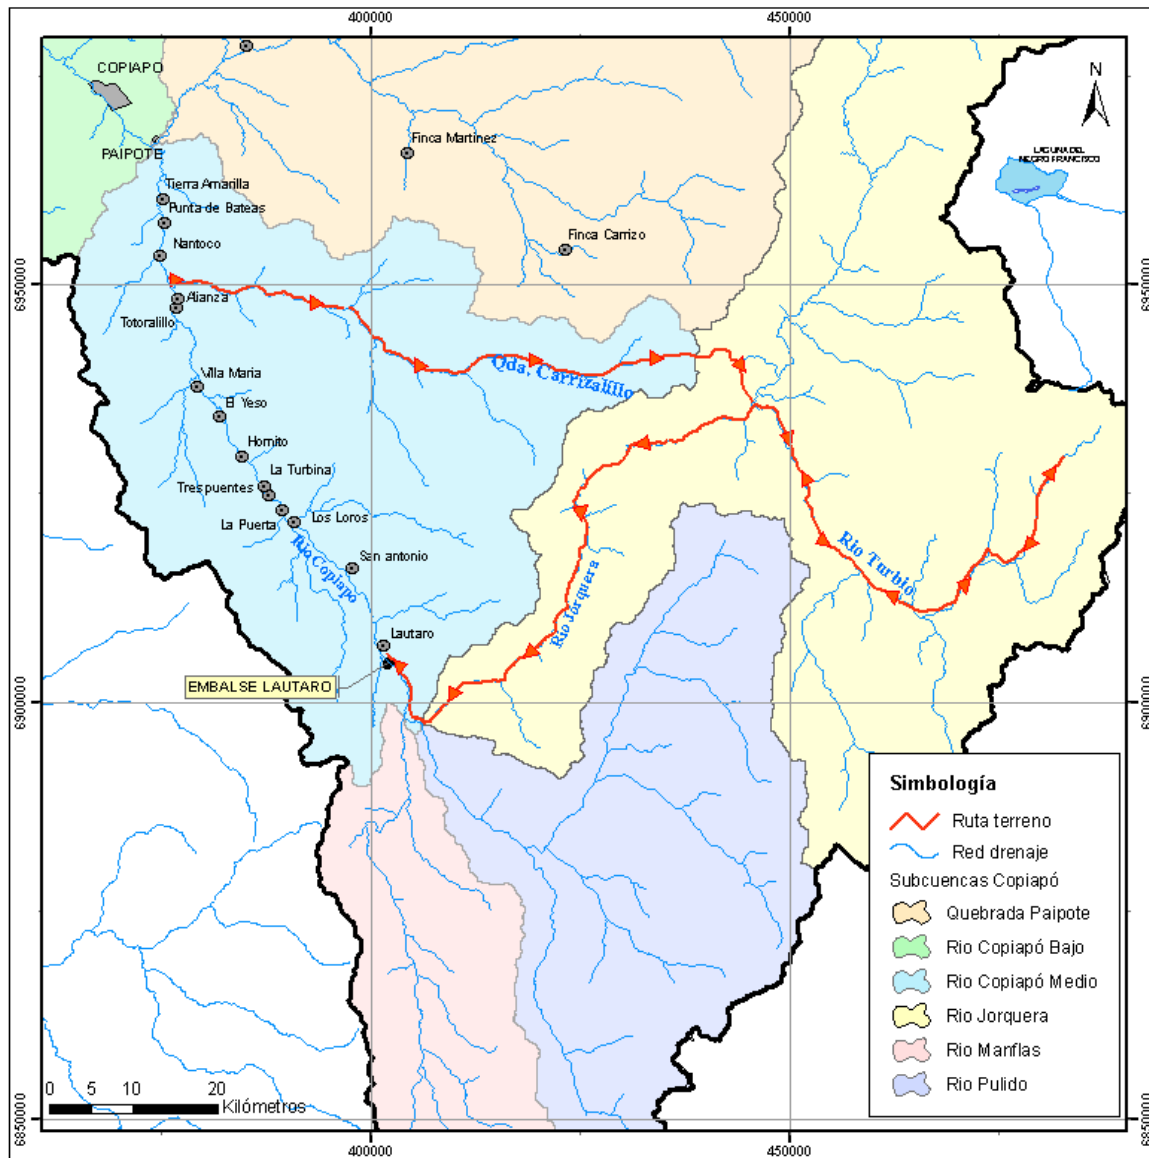 400000
450000
COPIAPO
N
Finca Martinez
LAGUNA DEL
NEGRO FRANCISCO
PAIPOTE
Tierra Amarilla
Punta de Bateas
Finca Carrizo
Nantoco
6950000
6950000
Alianza
Totoralillo
Qda. Carrizalillo
Villa Maria
El Yeso
Hornito
La Turbina
Trespuentes
La Puerta
Los Loros
Rio Copiapo
San antonio
Rio Turbio
Rio Jorquera
Lautaro
EMBALSE LAUTARO
6900000
6900000
Simbología
Ruta terreno
Red drenaje
Subcuencas Copiapó
Quebrada Paipote
Rio Copiapó Bajo
Rio Copiapó Medio
Rio Jorquera
Rio Manflas
Rio Pulido
0 5 10 20
Kilómetros
6850000
6850000
400000
450000